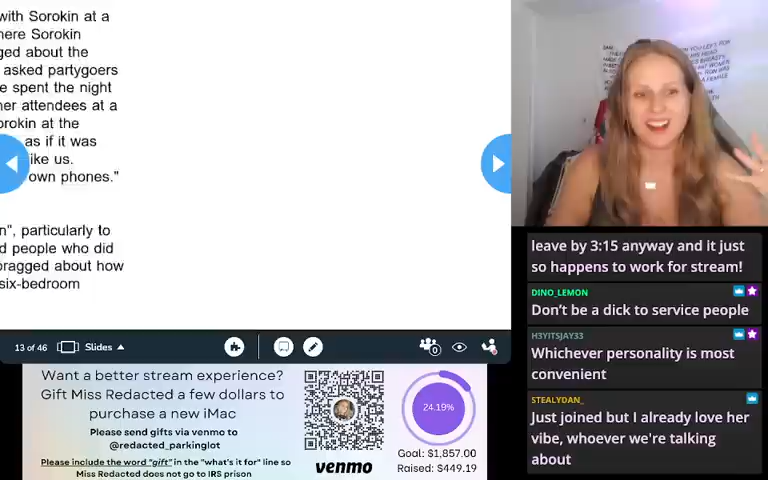 with Sorokin at a
here Sorokin
ged about the
asked partygoers
e spent the night
her attendees at a
orokin at the
as if it was
ike us.
own phones."
n", particularly to
d people who did
bragged about how
six-bedroom
13 of 46
Slides
0
Want a better stream experience?
Gift Miss Redacted a few dollars to
purchase a new iMac
Please send gifts via venmo to
@redacted_parkinglot
Please include the word "gift" in the "what's it for" line so
Miss Redacted does not go to IRS prison
venmo
24.19%
Goal: $1,857.00
Raised: $449.19
leave by 3:15 anyway and it just
so happens to work for stream!
DINO_LEMON
Don't be a dick to service people
H3YITSJAY33
Whichever personality is most
convenient
STEALYDAN_
Just joined but I already love her
vibe, whoever we're talking
about